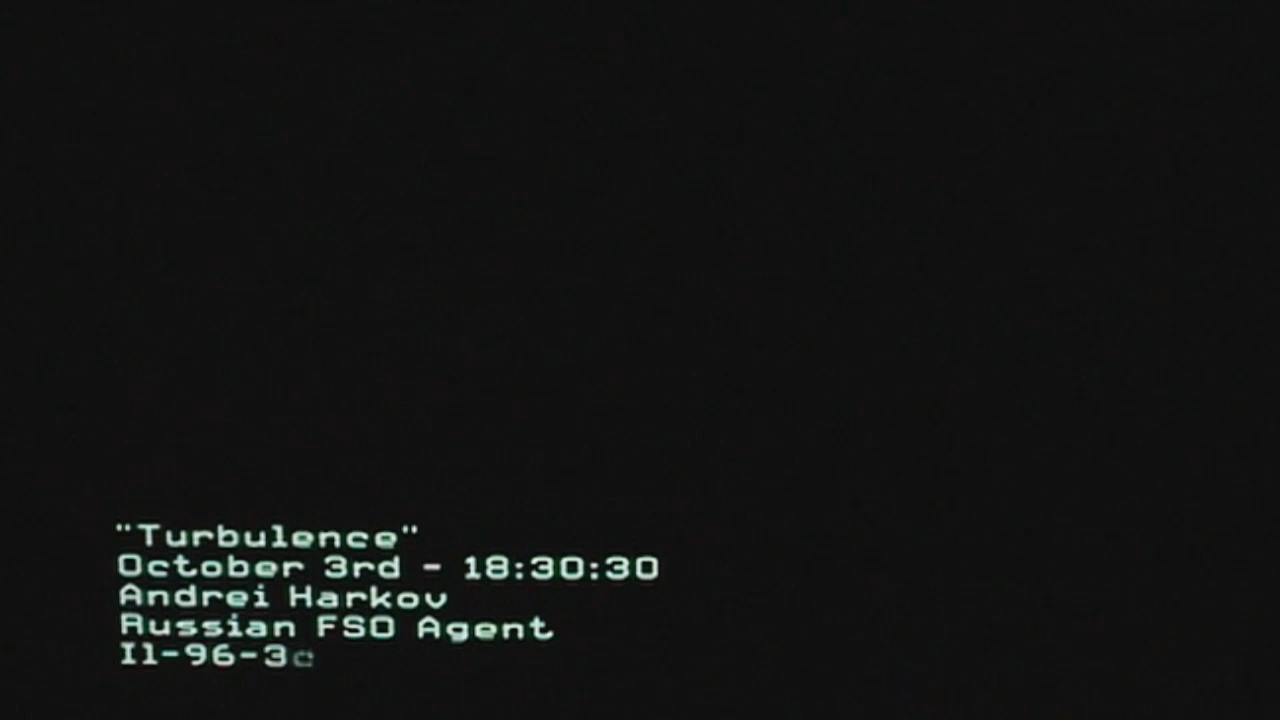 "Turbulence"
October 3rd - 18:30:30
Andrei Harkov
Russian FSO Agent
Il-96-3